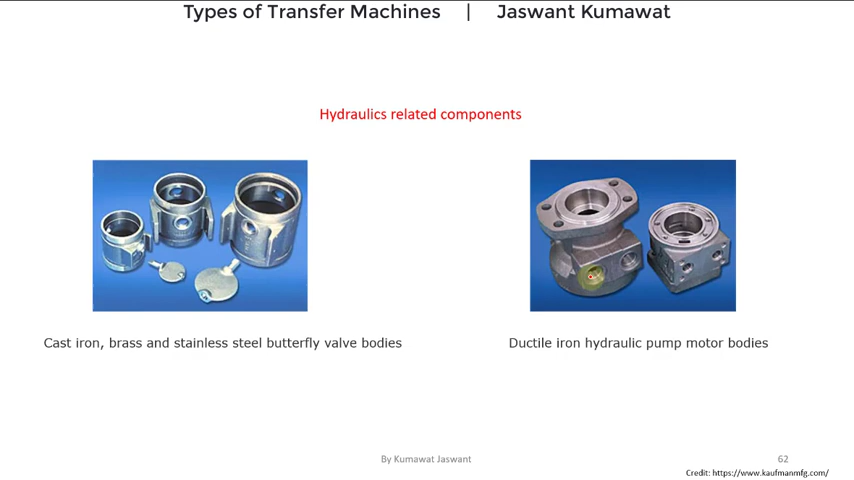 Types of Transfer Machines | Jaswant Kumawat
Hydraulics related components
Cast iron, brass and stainless steel butterfly valve bodies
Ductile iron hydraulic pump motor bodies
By Kumawat Jaswant
62
Credit: https://www.kaufmanmfg.com/